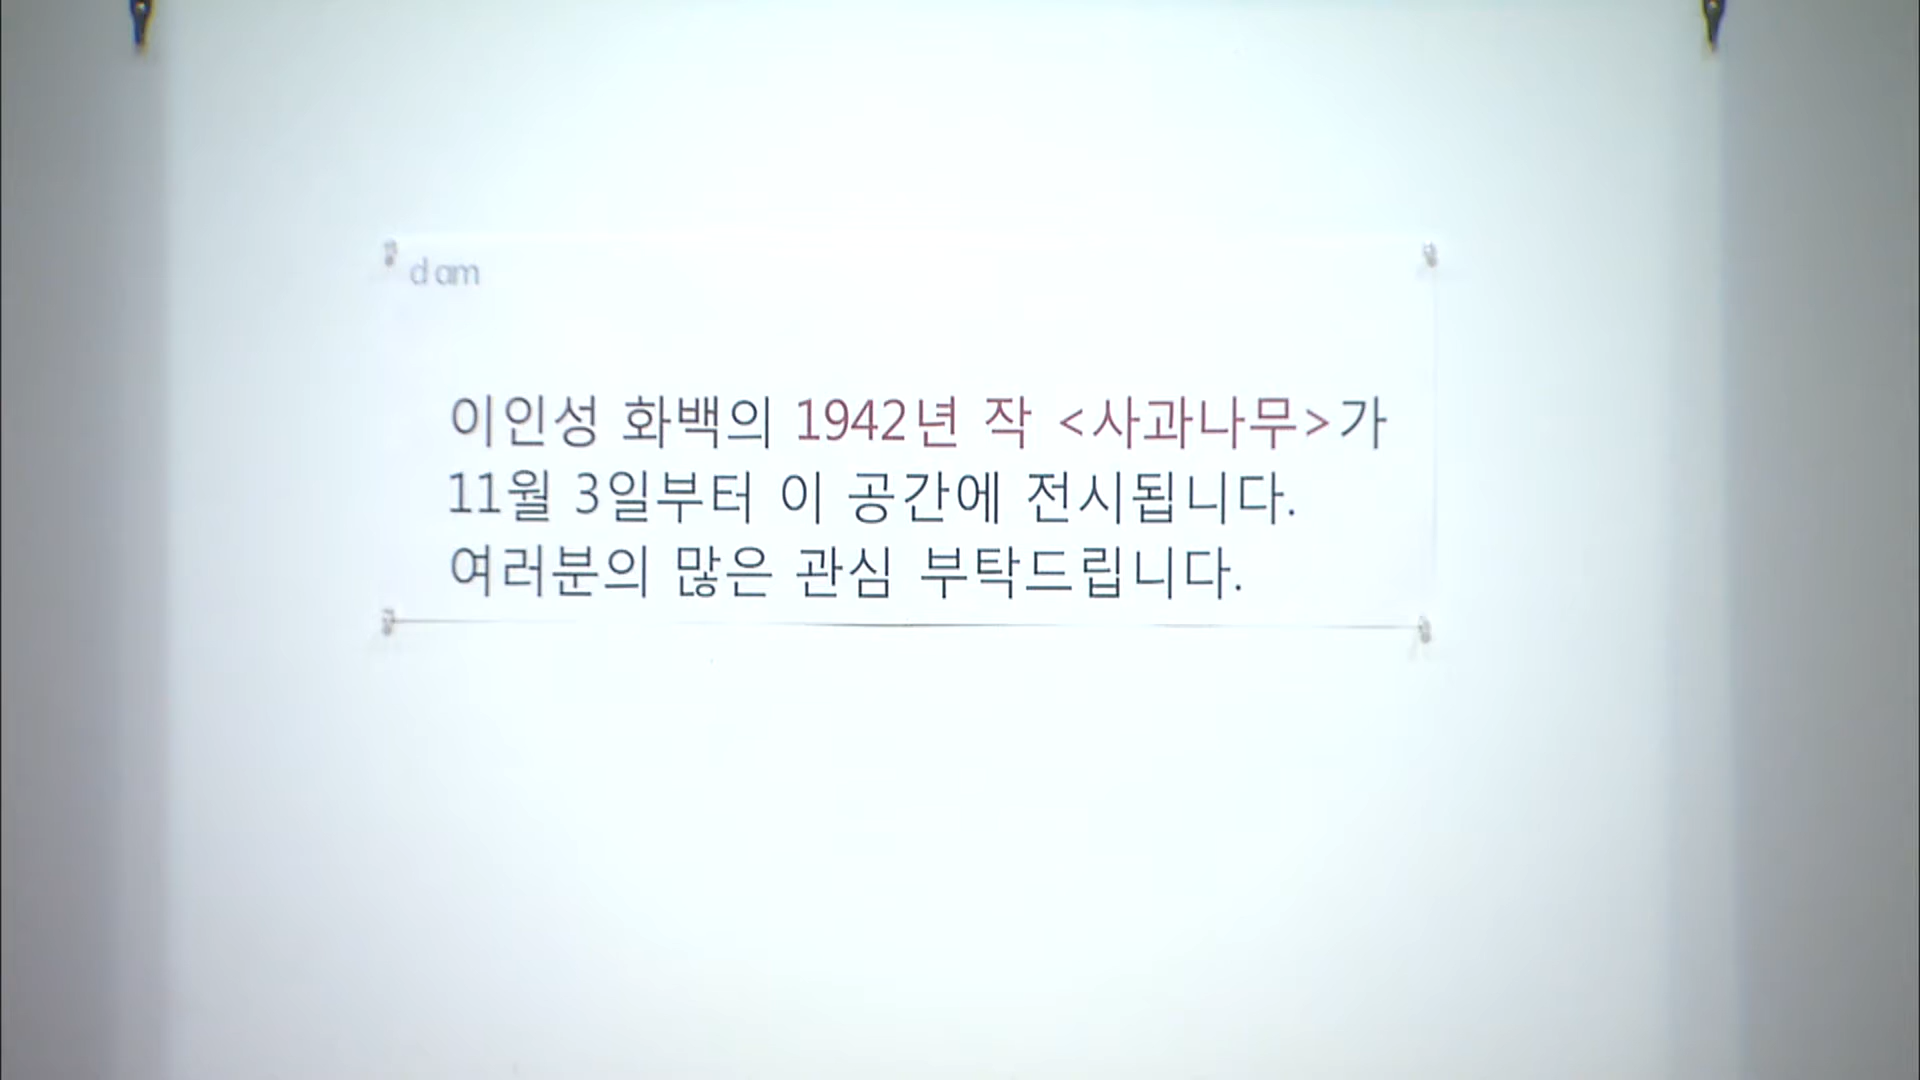 dam
이인성 화백의 1942년 작 <사과나무>가
11월 3일부터 이 공간에 전시됩니다.
여러분의 많은 관심 부탁드립니다.